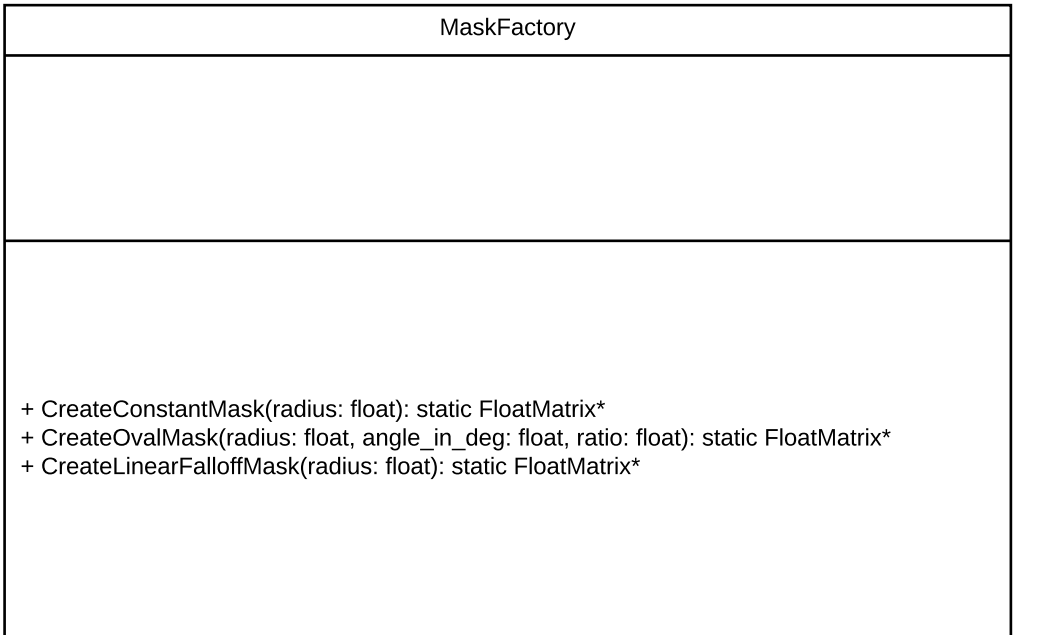 MaskFactory
+ CreateConstantMask(radius: float): static FloatMatrix*
+ CreateOvalMask(radius: float, angle_in_deg: float, ratio: float): static FloatMatrix*
+ CreateLinearFalloffMask(radius: float): static FloatMatrix*